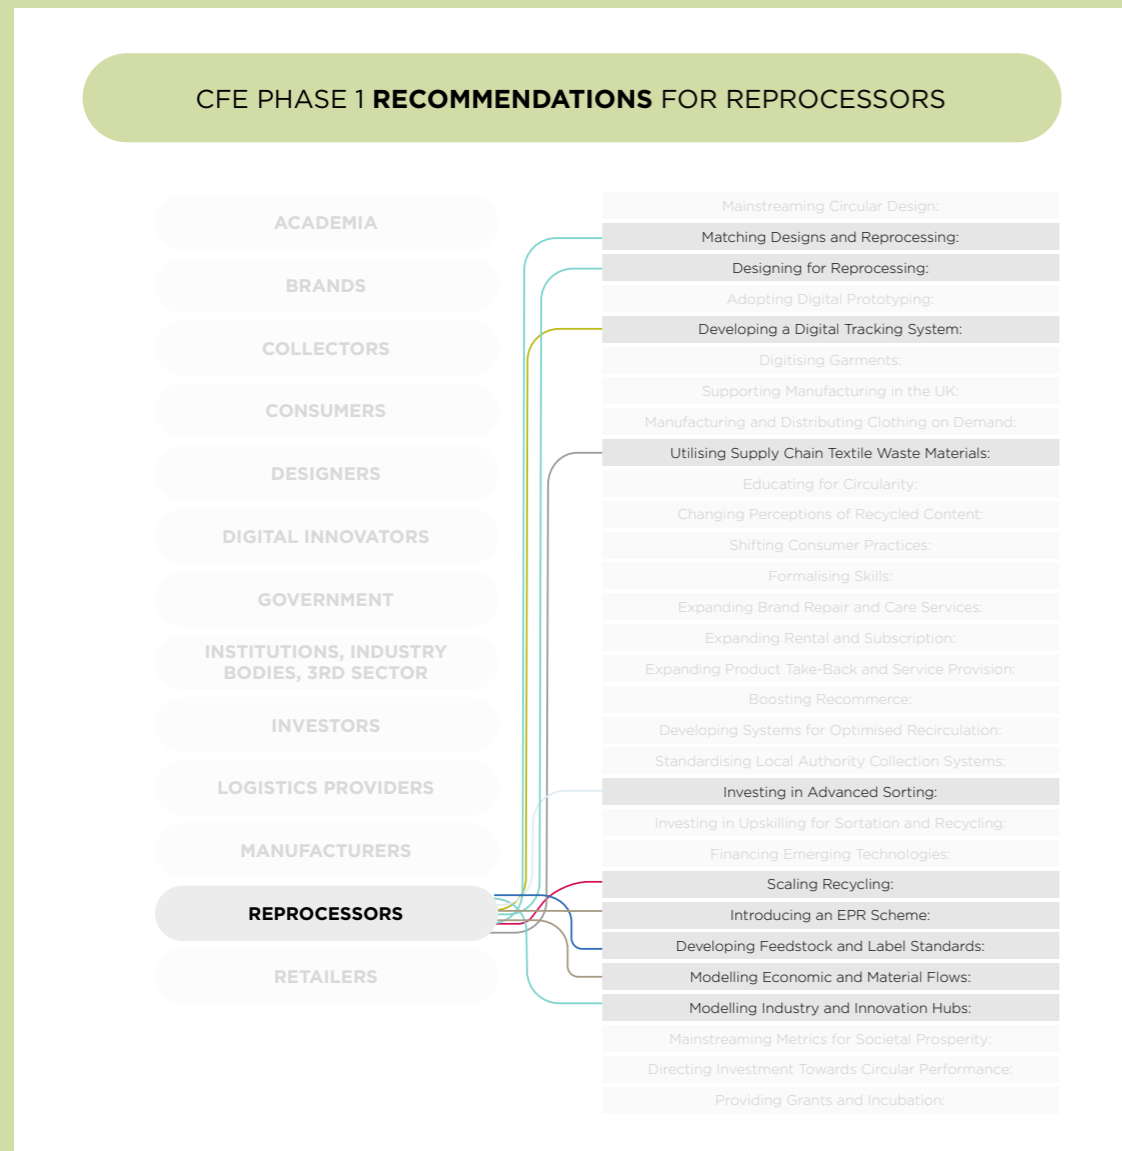 CFE PHASE 1 RECOMMENDATIONS FOR REPROCESSORS
ACADEMIA
BRANDS
COLLECTORS
CONSUMERS
DESIGNERS
DIGITAL INNOVATORS
GOVERNMENT
INSTITUTIONS, INDUSTRY
BODIES, 3RD SECTOR
INVESTORS
LOGISTICS PROVIDERS
MANUFACTURERS
REPROCESSORS
RETAILERS
Mainstreaming Circular Design:
Matching Designs and Reprocessing:
Designing for Reprocessing:
Adopting Digital Prototyping:
Developing a Digital Tracking System:
Digitising Garments:
Supporting Manufacturing in the UK:
Manufacturing and Distributing Clothing on Demand:
Utilising Supply Chain Textile Waste Materials:
Educating for Circularity:
Changing Perceptions of Recycled Content:
Shifting Consumer Practices:
Formalising Skills:
Expanding Brand Repair and Care Services:
Expanding Rental and Subscription:
Expanding Product Take-Back and Service Provision:
Boosting Recommerce:
Developing Systems for Optimised Recirculation:
Standardising Local Authority Collection Systems:
Investing in Advanced Sorting:
Investing in Upskilling for Sortation and Recycling:
Financing Emerging Technologies:
Scaling Recycling:
Introducing an EPR Scheme:
Developing Feedstock and Label Standards:
Modelling Economic and Material Flows:
Modelling Industry and Innovation Hubs:
Mainstreaming Metrics for Societal Prosperity:
Directing Investment Towards Circular Performance:
Providing Grants and Incubation: